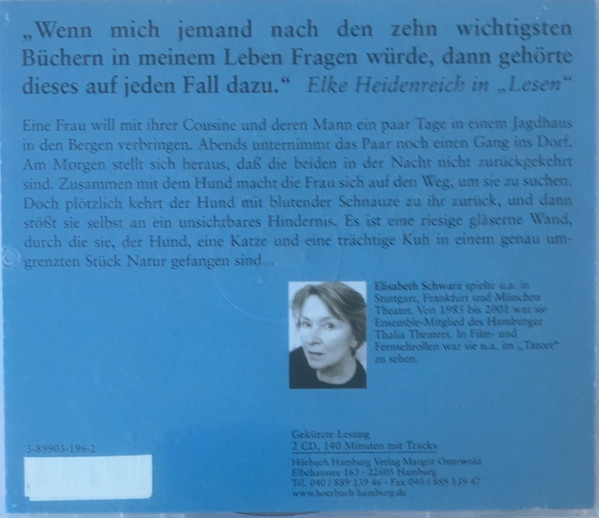 „Wenn mich jemand nach den zehn wichtigsten
Büchern in meinem Leben Fragen würde, dann gehörte
dieses auf jeden Fall dazu.“ Elke Heidenreich in „Lesen“
Eine Frau will mit ihrer Cousine und deren Mann ein paar Tage in einem Jagdhaus
in den Bergen verbringen. Abends unternimmt das Paar noch einen Gang ins Dorf.
Am Morgen stellt sich heraus, daß die beiden in der Nacht nicht zurückgekehrt
sind. Zusammen mit dem Hund macht die Frau sich auf den Weg, um sie zu suchen.
Doch plötzlich kehrt der Hund mit blutender Schnauze zu ihr zurück, und dann
stößt sie selbst an ein unsichtbares Hindernis. Es ist eine riesige gläserne Wand,
durch die sie, der Hund, eine Katze und eine trächtige Kuh in einem genau um-
grenzten Stück Natur gefangen sind...
Elisabeth Schwarz spielte u.a. in
Stuttgart, Frankfurt und München
Theater. Von 1985 bis 2001 war sie
Ensemble-Mitglied des Hamburger
Thalia Theaters. In Film- und
Fernsehrollen war sie u.a. im „Tatort“
zu sehen.
Gekürzte Lesung
2 CD, 140 Minuten mit Tracks
3-89903-196-2
Hörbuch Hamburg Verlag Margrit Osterwold
Elbchaussee 163 - 22605 Hamburg
Tel. 040 / 889 139 46 - Fax 040 / 889 139 47
www.hoerbuch-hamburg.de